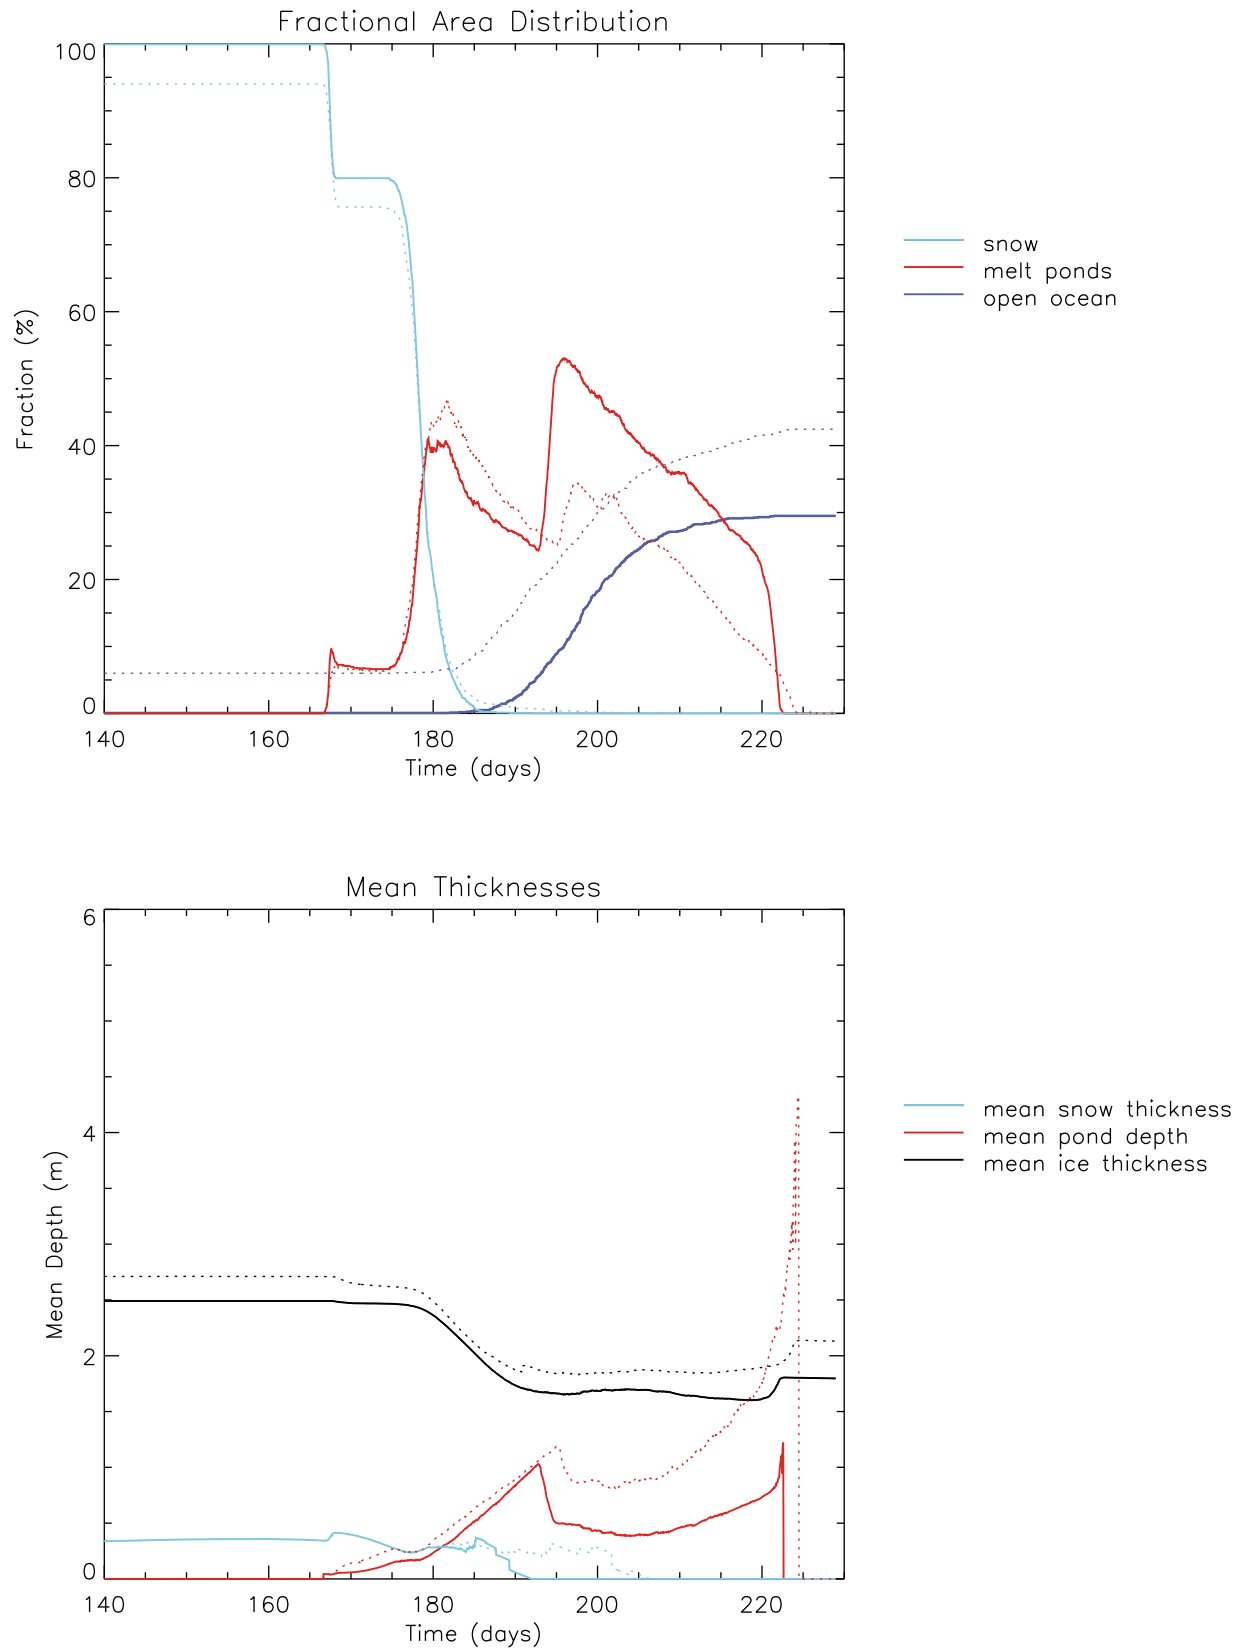 Fractional Area Distribution
100
80
60
40
20
0
Fraction (%)
140 160 180 200 220
Time (days)
snow
melt ponds
open ocean
Mean Thicknesses
6
4
2
0
Mean Depth (m)
140 160 180 200 220
Time (days)
mean snow thickness
mean pond depth
mean ice thickness